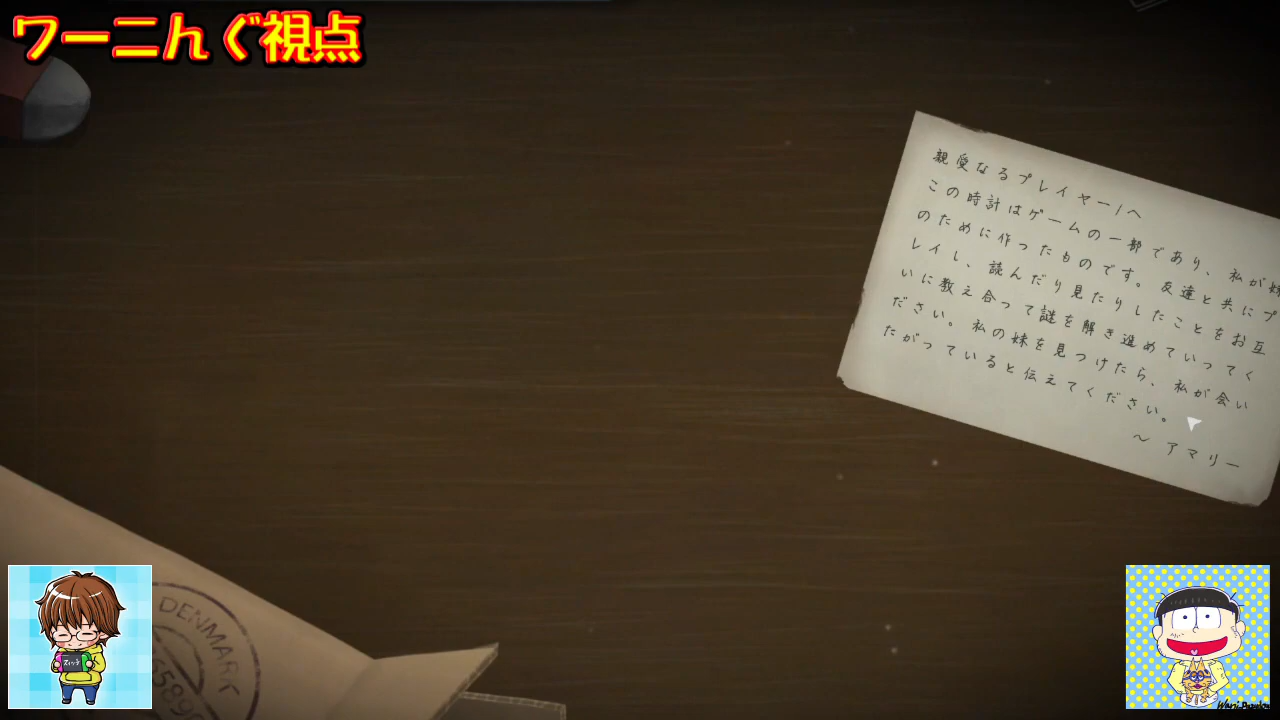 ワーニんぐ視点
親愛なるプレイヤー1へ
この時計はゲームの一部であり、私が妹
のために作ったものです。友達と共にプ
レイし、読んだり見たりしたことをお互
いに教え合って謎を解き進めていってく
ださい。私の妹を見つけたら、私が会い
たがっていると伝えてください。
～ アマリー
DENMARK
スイッチ